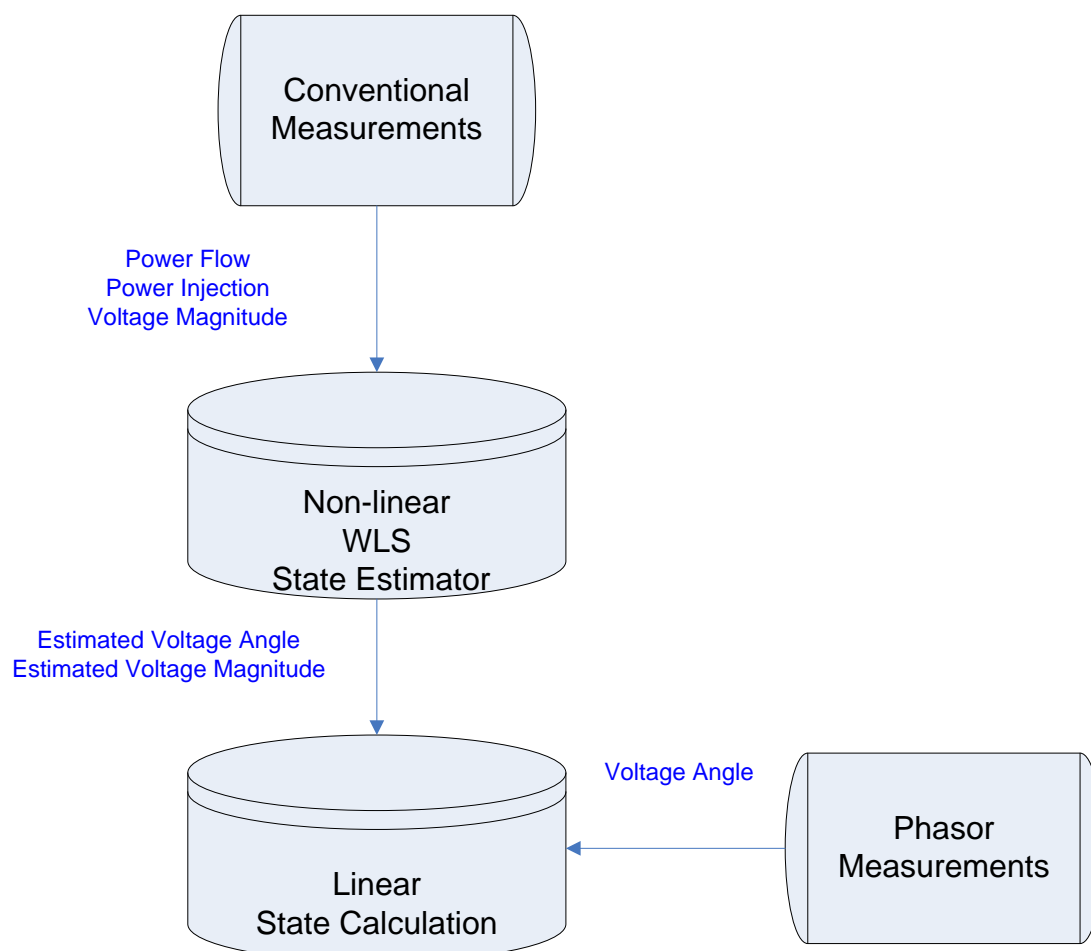 Conventional
Measurements
Power Flow
Power Injection
Voltage Magnitude
Non-linear
WLS
State Estimator
Estimated Voltage Angle
Estimated Voltage Magnitude
Voltage Angle
Phasor
Measurements
Linear
State Calculation